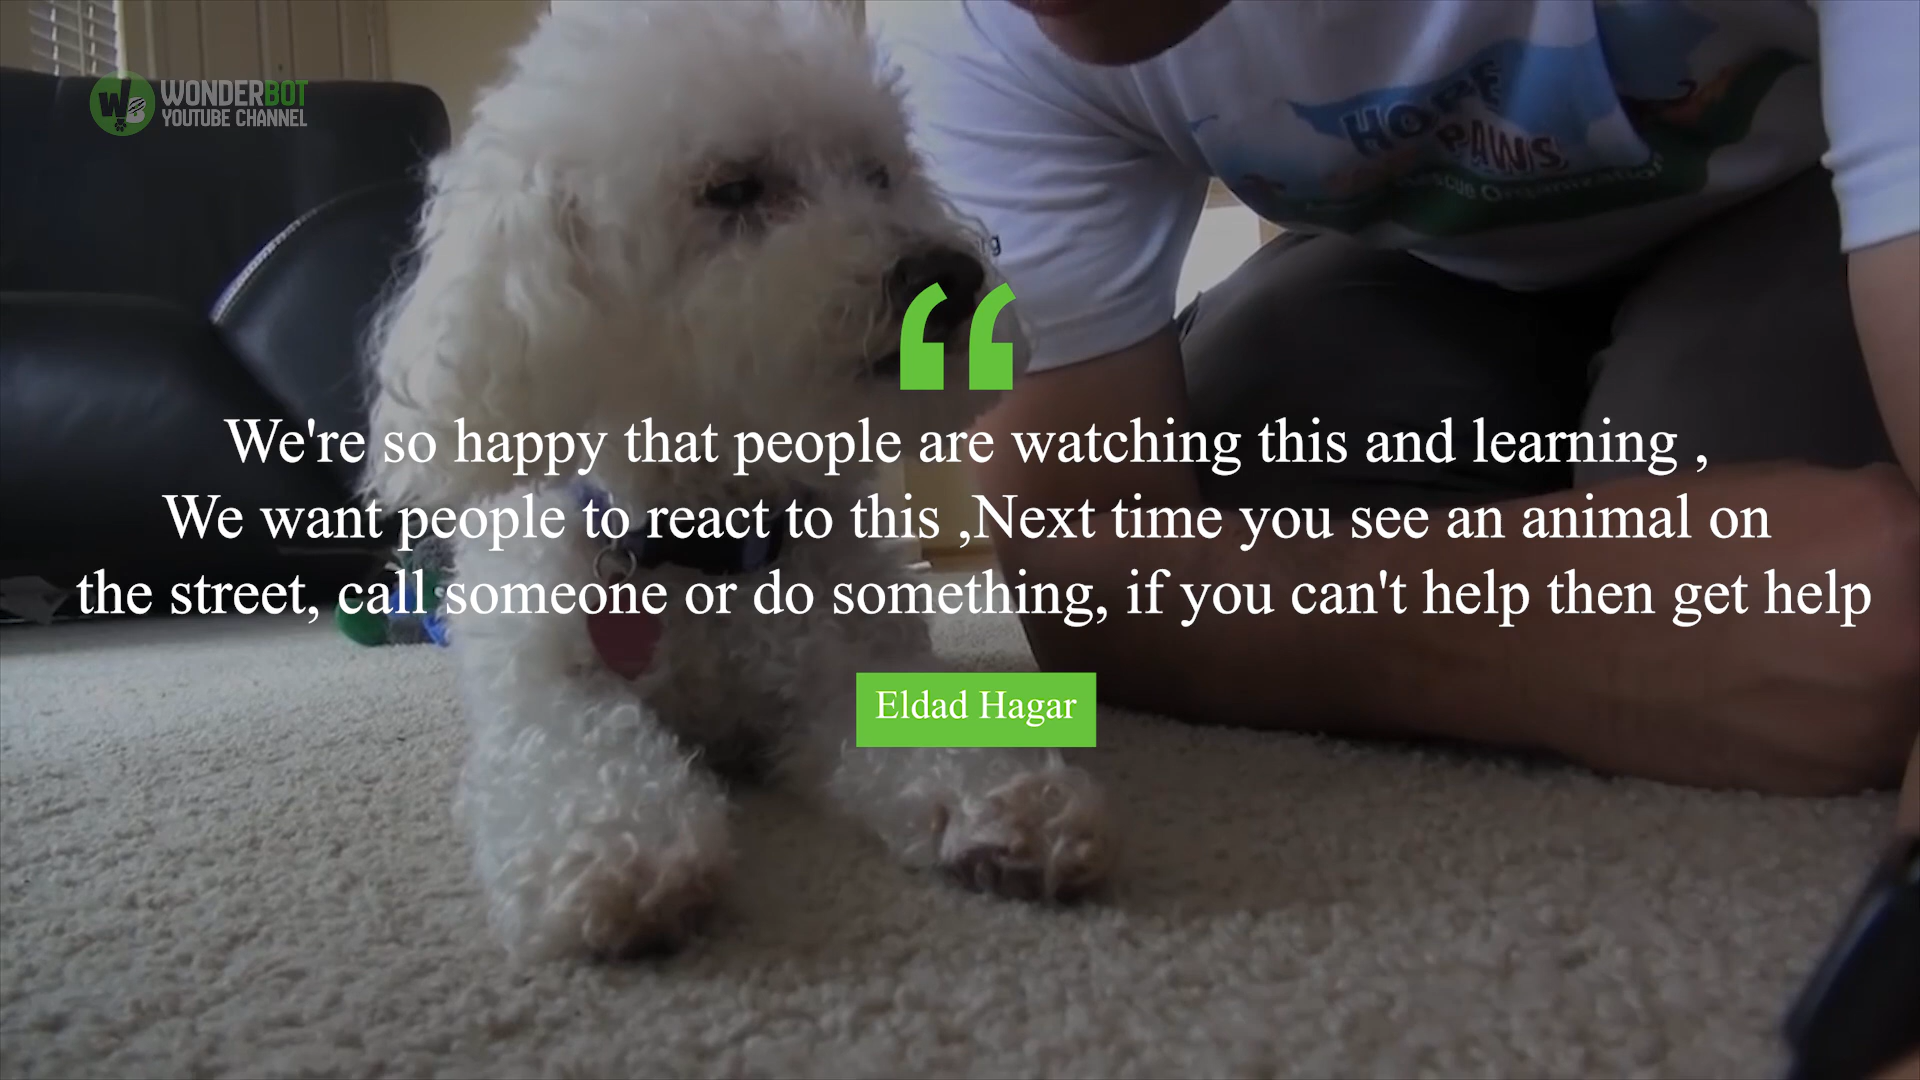 WONDERBOT
YOUTUBE CHANNEL
HOPE
PAWS
Rescue Organization
“
We're so happy that people are watching this and learning ,
We want people to react to this ,Next time you see an animal on
the street, call someone or do something, if you can't help then get help
Eldad Hagar